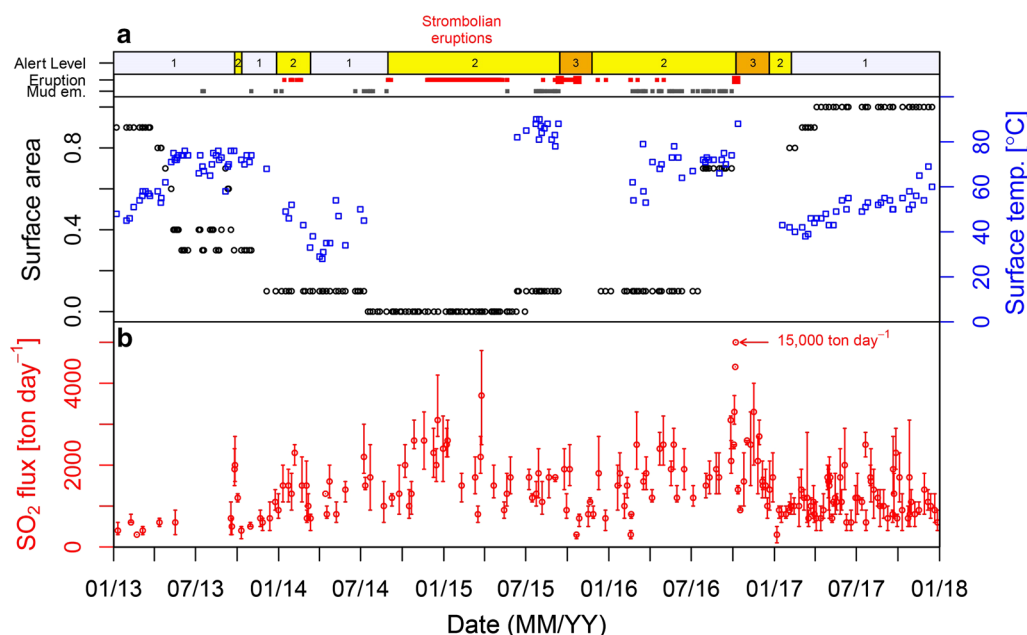 a
Strombolian
eruptions
Alert Level 1 2 1 2 1 2 3 2 3 2 1
Eruption
Mud em.
Surface area
0.0 0.4 0.8
Surface temp. [°C]
0 20 40 60 80
b
15,000 ton day⁻¹
SO₂ flux [ton day⁻¹]
0 1000 2000 4000
01/13 07/13 01/14 07/14 01/15 07/15 01/16 07/16 01/17 07/17 01/18
Date (MM/YY)